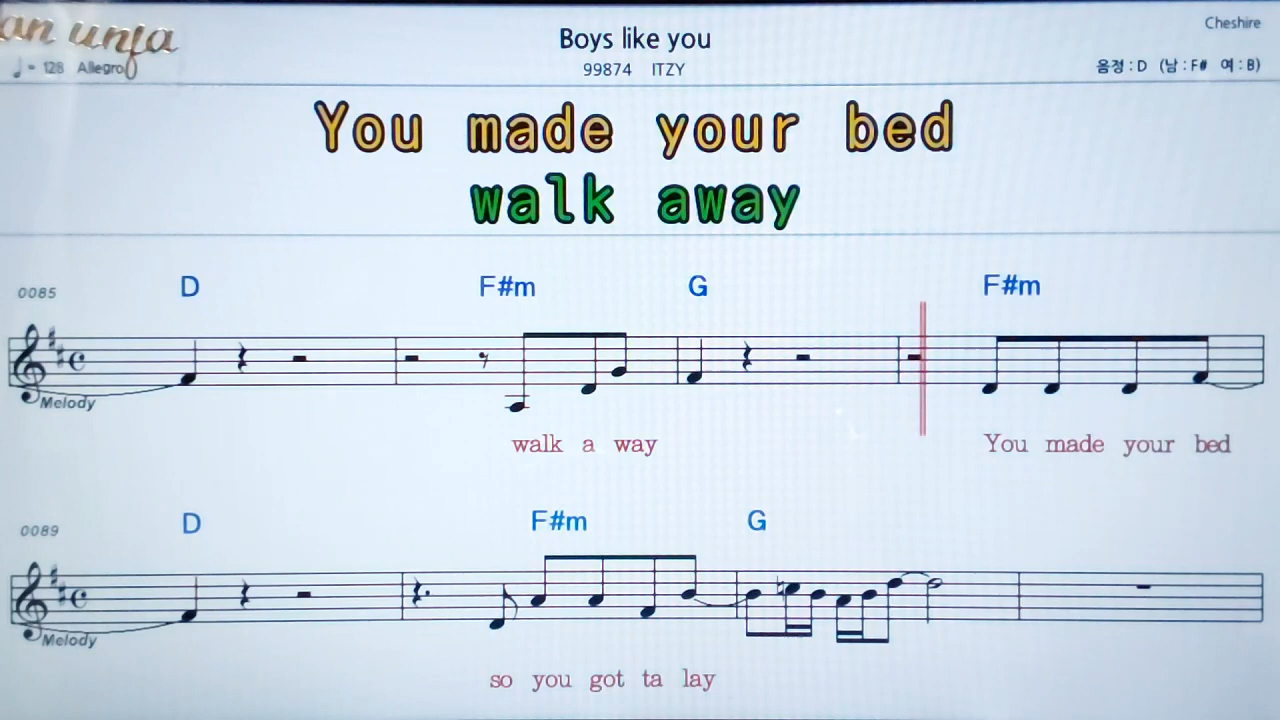 Boys like you
Cheshire
♩= 128 Allegro
99874 ITZY
음정 : D (남 : F# 여 : B)
You made your bed
walk away
0085 D F#m G F#m
Melody
walk a way You made your bed
0089 D F#m G
Melody
so you got ta lay